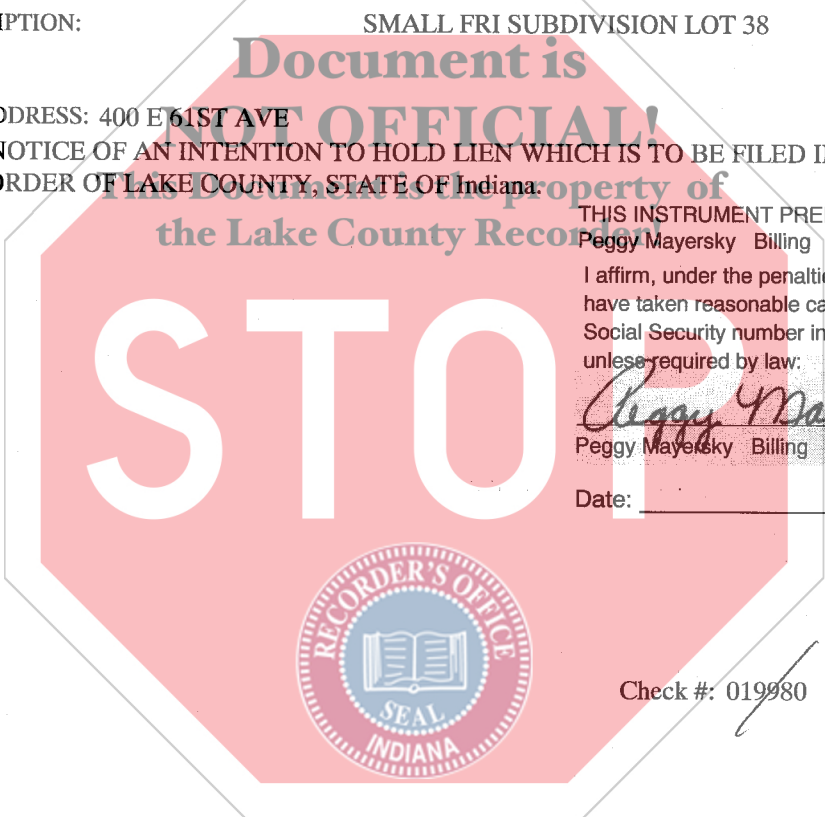 IPTION: SMALL FRI SUBDIVISION LOT 38
Document is
DDRESS: 400 E 61ST AVE
NOT OFFICIAL!
NOTICE OF AN INTENTION TO HOLD LIEN WHICH IS TO BE FILED I
ORDER OF LAKE COUNTY, STATE OF Indiana.
This Document is the property of
the Lake County Recorder!
THIS INSTRUMENT PRE
Peggy Mayersky Billing
I affirm, under the penalti
have taken reasonable ca
Social Security number in
unless required by law:
Peggy Ma
Peggy Mayersky Billing
Date:
STOP
RECORDER'S OFFICE
SEAL
INDIANA
Check #: 019980